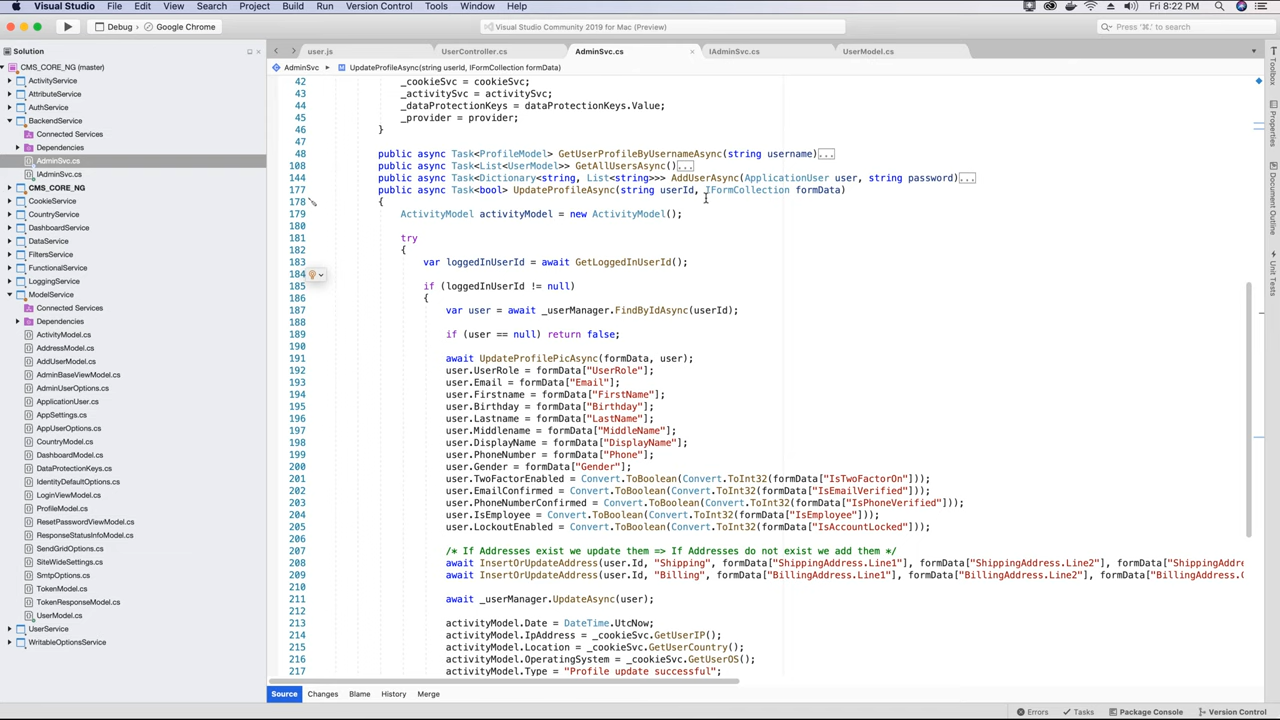 Visual Studio File Edit View Search Project Build Run Version Control Tools Window Help Fri 8:22 PM
Debug Google Chrome Visual Studio Community 2019 for Mac (Preview) Press '⌘.' to search
Solution
user.js UserController.cs AdminSvc.cs IAdminSvc.cs UserModel.cs
AdminSvc UpdateProfileAsync(string userId, IFormCollection formData)
CMS_CORE_NG (master)
ActivityService
AttributeService
AuthService
BackendService
Connected Services
Dependencies
AdminSvc.cs
IAdminSvc.cs
CMS_CORE_NG
CookieService
CountryService
DashboardService
DataService
FiltersService
FunctionalService
LoggingService
ModelService
Connected Services
Dependencies
ActivityModel.cs
AddressModel.cs
AddUserModel.cs
AdminBaseViewModel.cs
AdminUserOptions.cs
ApplicationUser.cs
AppSettings.cs
AppUserOptions.cs
CountryModel.cs
DashboardModel.cs
DataProtectionKeys.cs
IdentityDefaultOptions.cs
LoginViewModel.cs
ProfileModel.cs
ResetPasswordViewModel.cs
ResponseStatusInfoModel.cs
SendGridOptions.cs
SiteWideSettings.cs
SmtpOptions.cs
TokenModel.cs
TokenResponseModel.cs
UserModel.cs
UserService
WritableOptionsService
42 _cookieSvc = cookieSvc;
43 _activitySvc = activitySvc;
44 _dataProtectionKeys = dataProtectionKeys.Value;
45 _provider = provider;
46 }
47
48 public async Task<ProfileModel> GetUserProfileByUsernameAsync(string username)...
108 public async Task<List<UserModel>> GetAllUsersAsync()...
144 public async Task<Dictionary<string, List<string>>> AddUserAsync(ApplicationUser user, string password)...
177 public async Task<bool> UpdateProfileAsync(string userId, IFormCollection formData)
178 {
179 ActivityModel activityModel = new ActivityModel();
180
181 try
182 {
183 var loggedInUserId = await GetLoggedInUserId();
184
185 if (loggedInUserId != null)
186 {
187 var user = await _userManager.FindByIdAsync(userId);
188
189 if (user == null) return false;
190
191 await UpdateProfilePicAsync(formData, user);
192 user.UserRole = formData["UserRole"];
193 user.Email = formData["Email"];
194 user.Firstname = formData["FirstName"];
195 user.Birthday = formData["Birthday"];
196 user.Lastname = formData["LastName"];
197 user.Middlename = formData["MiddleName"];
198 user.DisplayName = formData["DisplayName"];
199 user.PhoneNumber = formData["Phone"];
200 user.Gender = formData["Gender"];
201 user.TwoFactorEnabled = Convert.ToBoolean(Convert.ToInt32(formData["IsTwoFactorOn"]));
202 user.EmailConfirmed = Convert.ToBoolean(Convert.ToInt32(formData["IsEmailVerified"]));
203 user.PhoneNumberConfirmed = Convert.ToBoolean(Convert.ToInt32(formData["IsPhoneVerified"]));
204 user.IsEmployee = Convert.ToBoolean(Convert.ToInt32(formData["IsEmployee"]));
205 user.LockoutEnabled = Convert.ToBoolean(Convert.ToInt32(formData["IsAccountLocked"]));
206
207 /* If Addresses exist we update them => If Addresses do not exist we add them */
208 await InsertOrUpdateAddress(user.Id, "Shipping", formData["ShippingAddress.Line1"], formData["ShippingAddress.Line2"], formData["ShippingAddre
209 await InsertOrUpdateAddress(user.Id, "Billing", formData["BillingAddress.Line1"], formData["BillingAddress.Line2"], formData["BillingAddress.C
210
211 await _userManager.UpdateAsync(user);
212
213 activityModel.Date = DateTime.UtcNow;
214 activityModel.IpAddress = _cookieSvc.GetUserIP();
215 activityModel.Location = _cookieSvc.GetUserCountry();
216 activityModel.OperatingSystem = _cookieSvc.GetUserOS();
217 activityModel.Type = "Profile update successful";
Toolbox
Properties
Document Outline
Unit Tests
Source Changes Blame History Merge
Errors Tasks Package Console Version Control